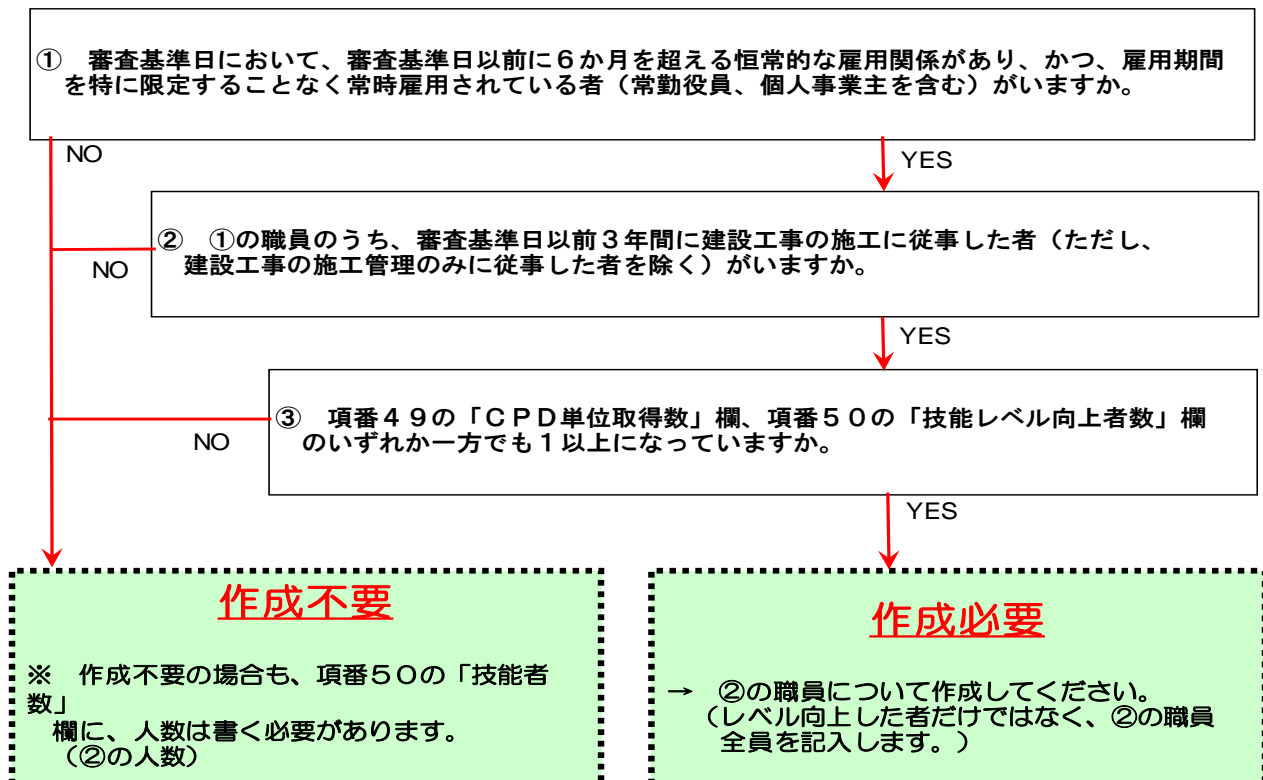 ①　審査基準日において、審査基準日以前に６か月を超える恒常的な雇用関係があり、かつ、雇用期間
を特に限定することなく常時雇用されている者（常勤役員、個人事業主を含む）がいますか。
NO
YES
②　①の職員のうち、審査基準日以前３年間に建設工事の施工に従事した者（ただし、
建設工事の施工管理のみに従事した者を除く）がいますか。
NO
YES
③　項番４９の「ＣＰＤ単位取得数」欄、項番５０の「技能レベル向上者数」欄
のいずれか一方でも１以上になっていますか。
NO
YES
作成不要
※　作成不要の場合も、項番５０の「技能者
数」
欄に、人数は書く必要があります。
（②の人数）
作成必要
→　②の職員について作成してください。
（レベル向上した者だけではなく、②の職員
全員を記入します。）